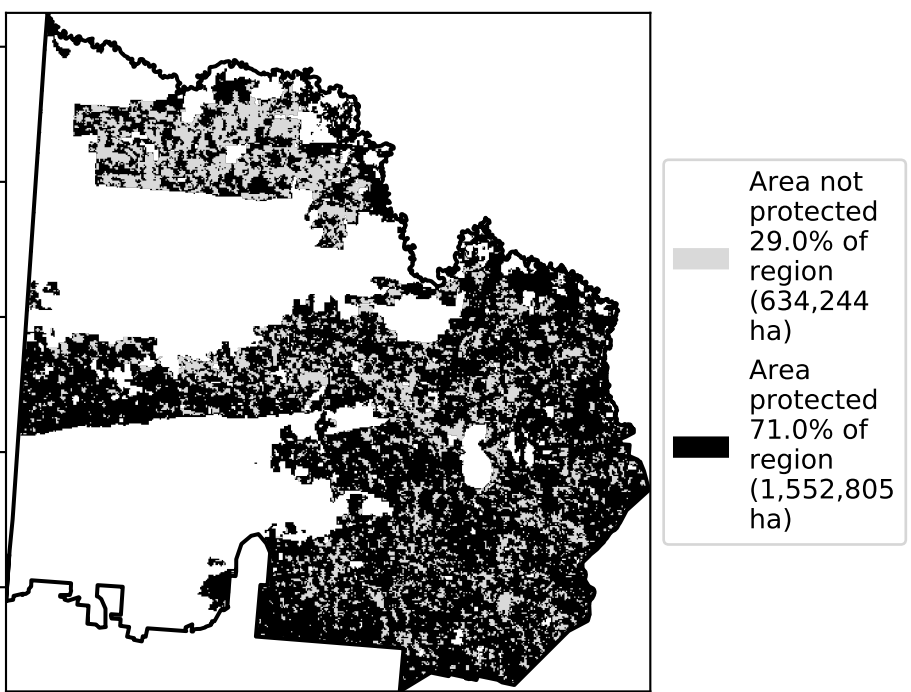 Area not
protected
29.0% of
region
(634,244
ha)
Area
protected
71.0% of
region
(1,552,805
ha)